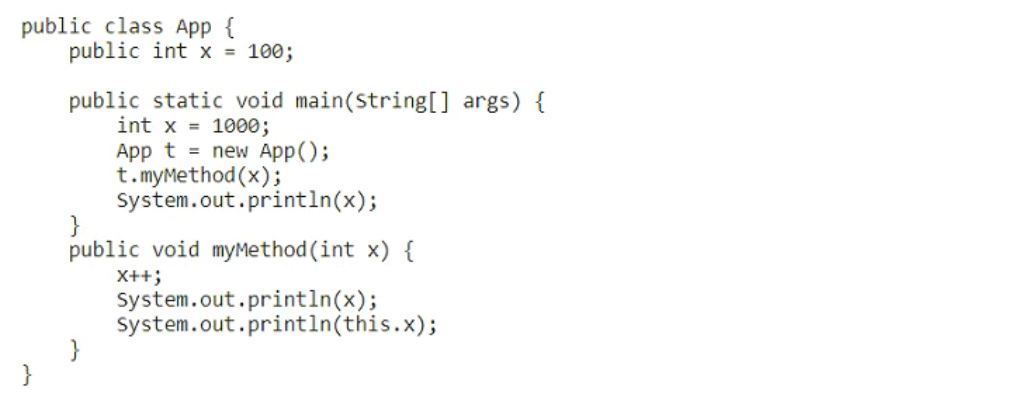 public class App {
    public int x = 100;

    public static void main(String[] args) {
        int x = 1000;
        App t = new App();
        t.myMethod(x);
        System.out.println(x);
    }
    public void myMethod(int x) {
        x++;
        System.out.println(x);
        System.out.println(this.x);
    }
}